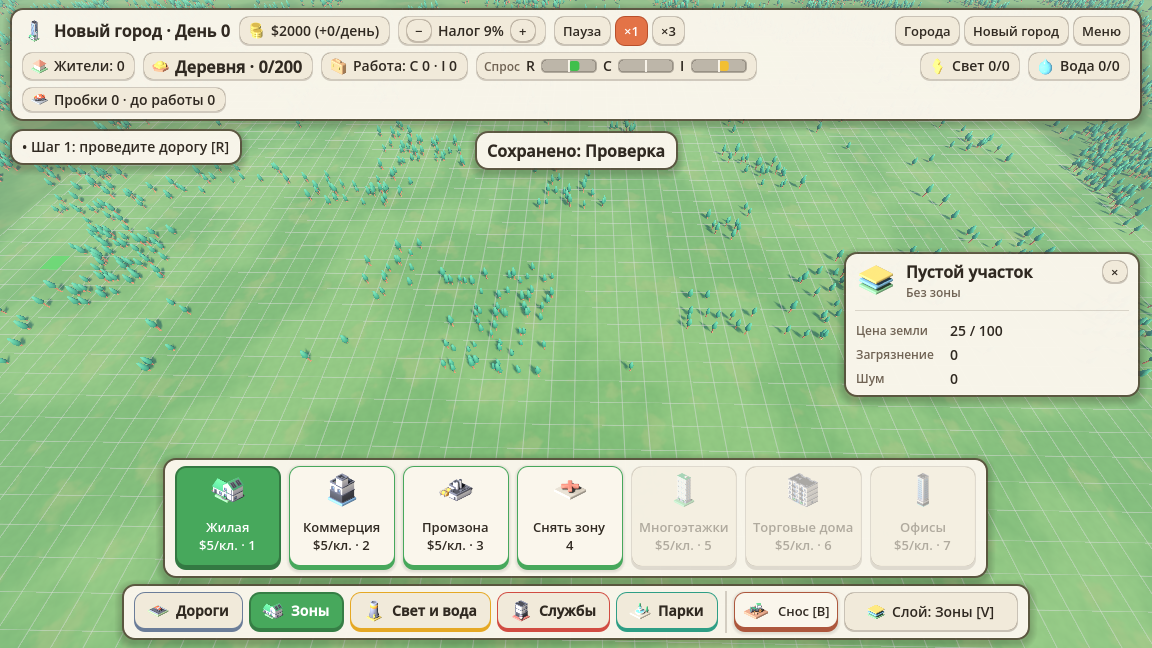 Новый город · День 0
$2000 (+0/день)
− Налог 9% +
Пауза
×1
×3
Города
Новый город
Меню
Жители: 0
Деревня · 0/200
Работа: C 0 · I 0
Спрос R C I
Свет 0/0
Вода 0/0
Пробки 0 · до работы 0
• Шаг 1: проведите дорогу [R]
Сохранено: Проверка
Пустой участок
×
Без зоны
Цена земли 25 / 100
Загрязнение 0
Шум 0
Жилая
$5/кл. · 1
Коммерция
$5/кл. · 2
Промзона
$5/кл. · 3
Снять зону
4
Многоэтажки
$5/кл. · 5
Торговые дома
$5/кл. · 6
Офисы
$5/кл. · 7
Дороги
Зоны
Свет и вода
Службы
Парки
Снос [B]
Слой: Зоны [V]